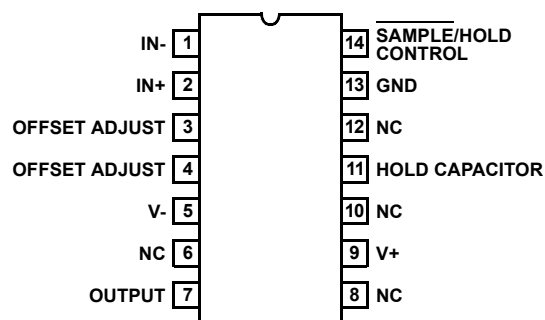 IN- 1
IN+ 2
OFFSET ADJUST 3
OFFSET ADJUST 4
V- 5
NC 6
OUTPUT 7
14 SAMPLE/HOLD
CONTROL
13 GND
12 NC
11 HOLD CAPACITOR
10 NC
9 V+
8 NC